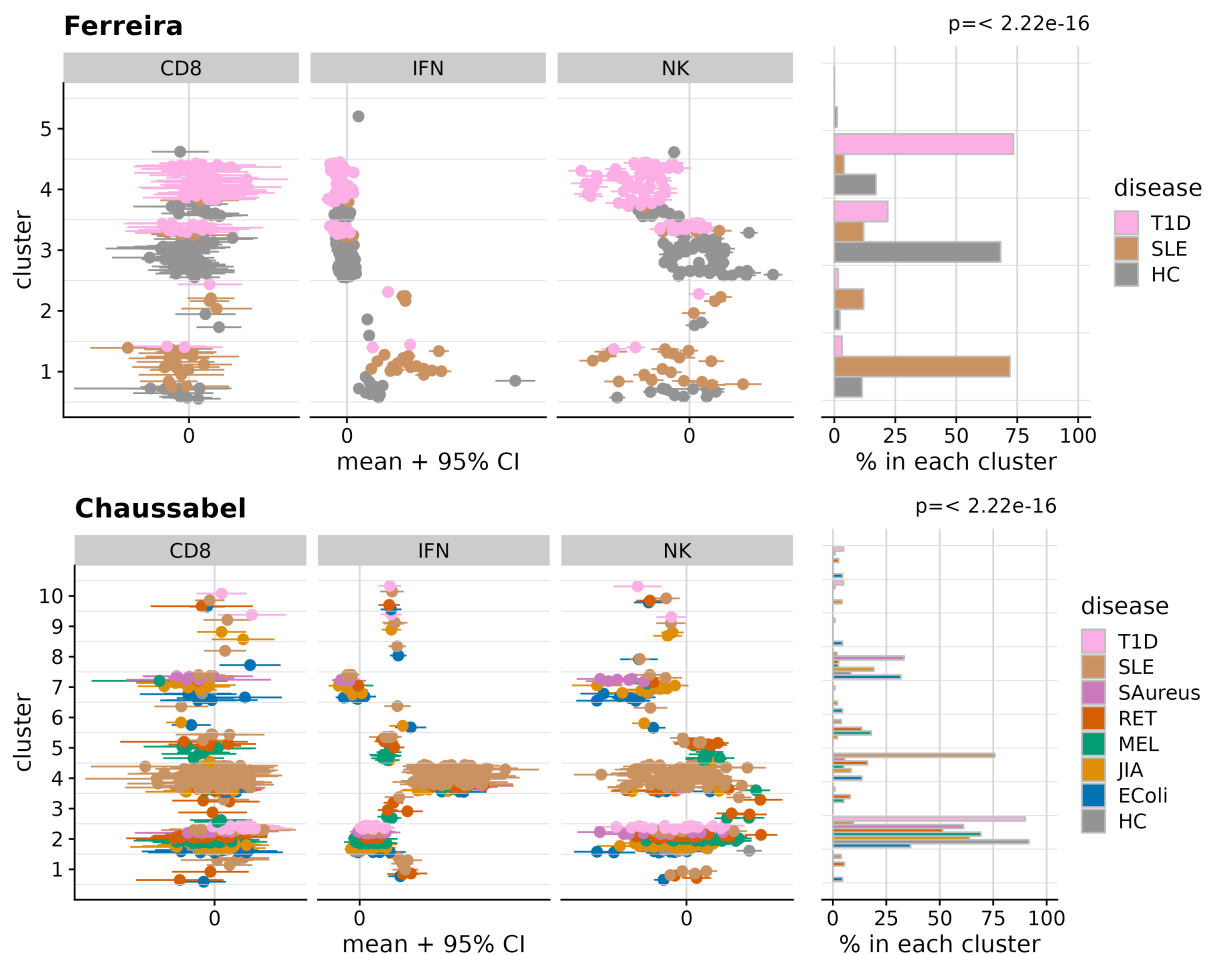 Ferreira
p=< 2.22e-16
CD8 IFN NK
cluster
5
4
3
2
1
0 0 0
mean + 95% CI
0 25 50 75 100
% in each cluster
disease
T1D
SLE
HC
Chaussabel
p=< 2.22e-16
CD8 IFN NK
cluster
10
9
8
7
6
5
4
3
2
1
0 0 0
mean + 95% CI
0 25 50 75 100
% in each cluster
disease
T1D
SLE
SAureus
RET
MEL
JIA
EColi
HC